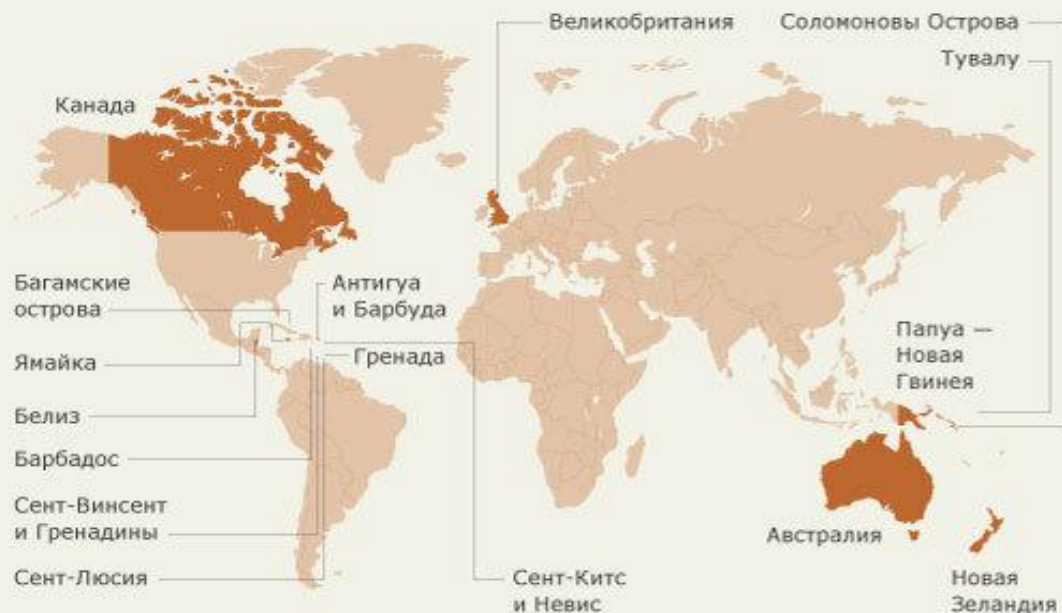 Великобритания
Соломоновы Острова
Тувалу
Канада
Багамские
острова
Антигуа
и Барбуда
Ямайка
Гренада
Папуа —
Новая
Гвинея
Белиз
Барбадос
Сент-Винсент
и Гренадины
Сент-Люсия
Сент-Китс
и Невис
Австралия
Новая
Зеландия